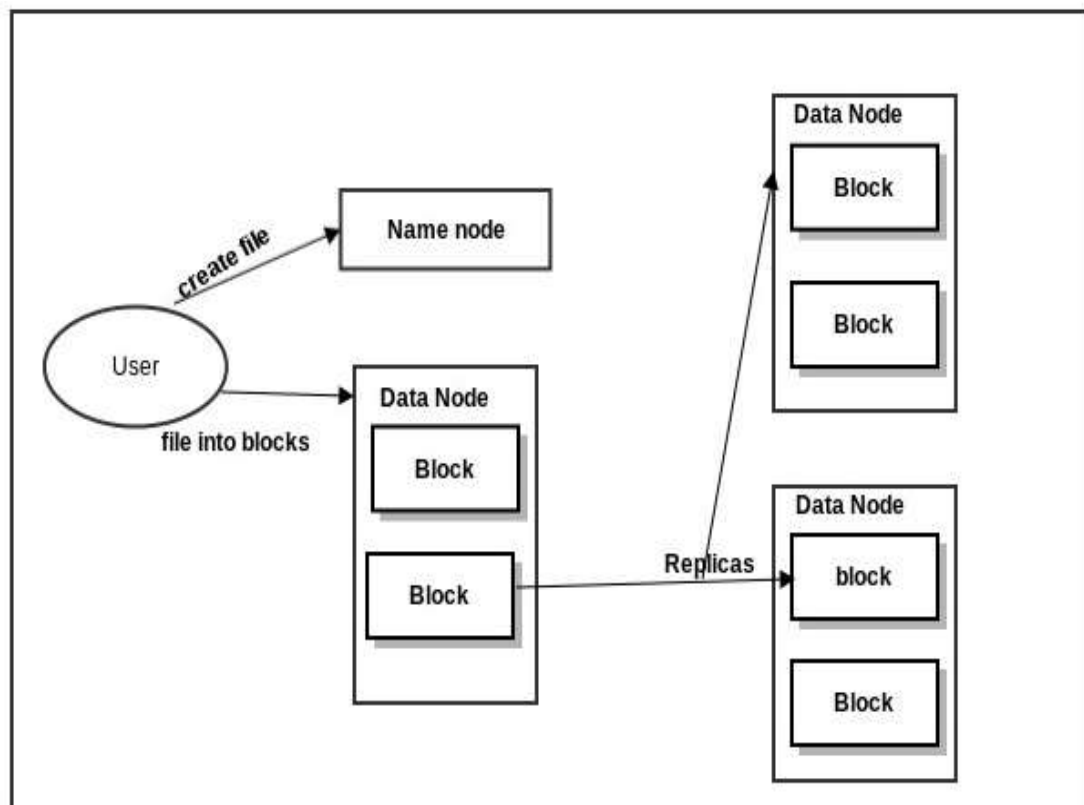 create file
Name node
User
file into blocks
Data Node
Block
Block
Replicas
Data Node
Block
Block
Data Node
block
Block